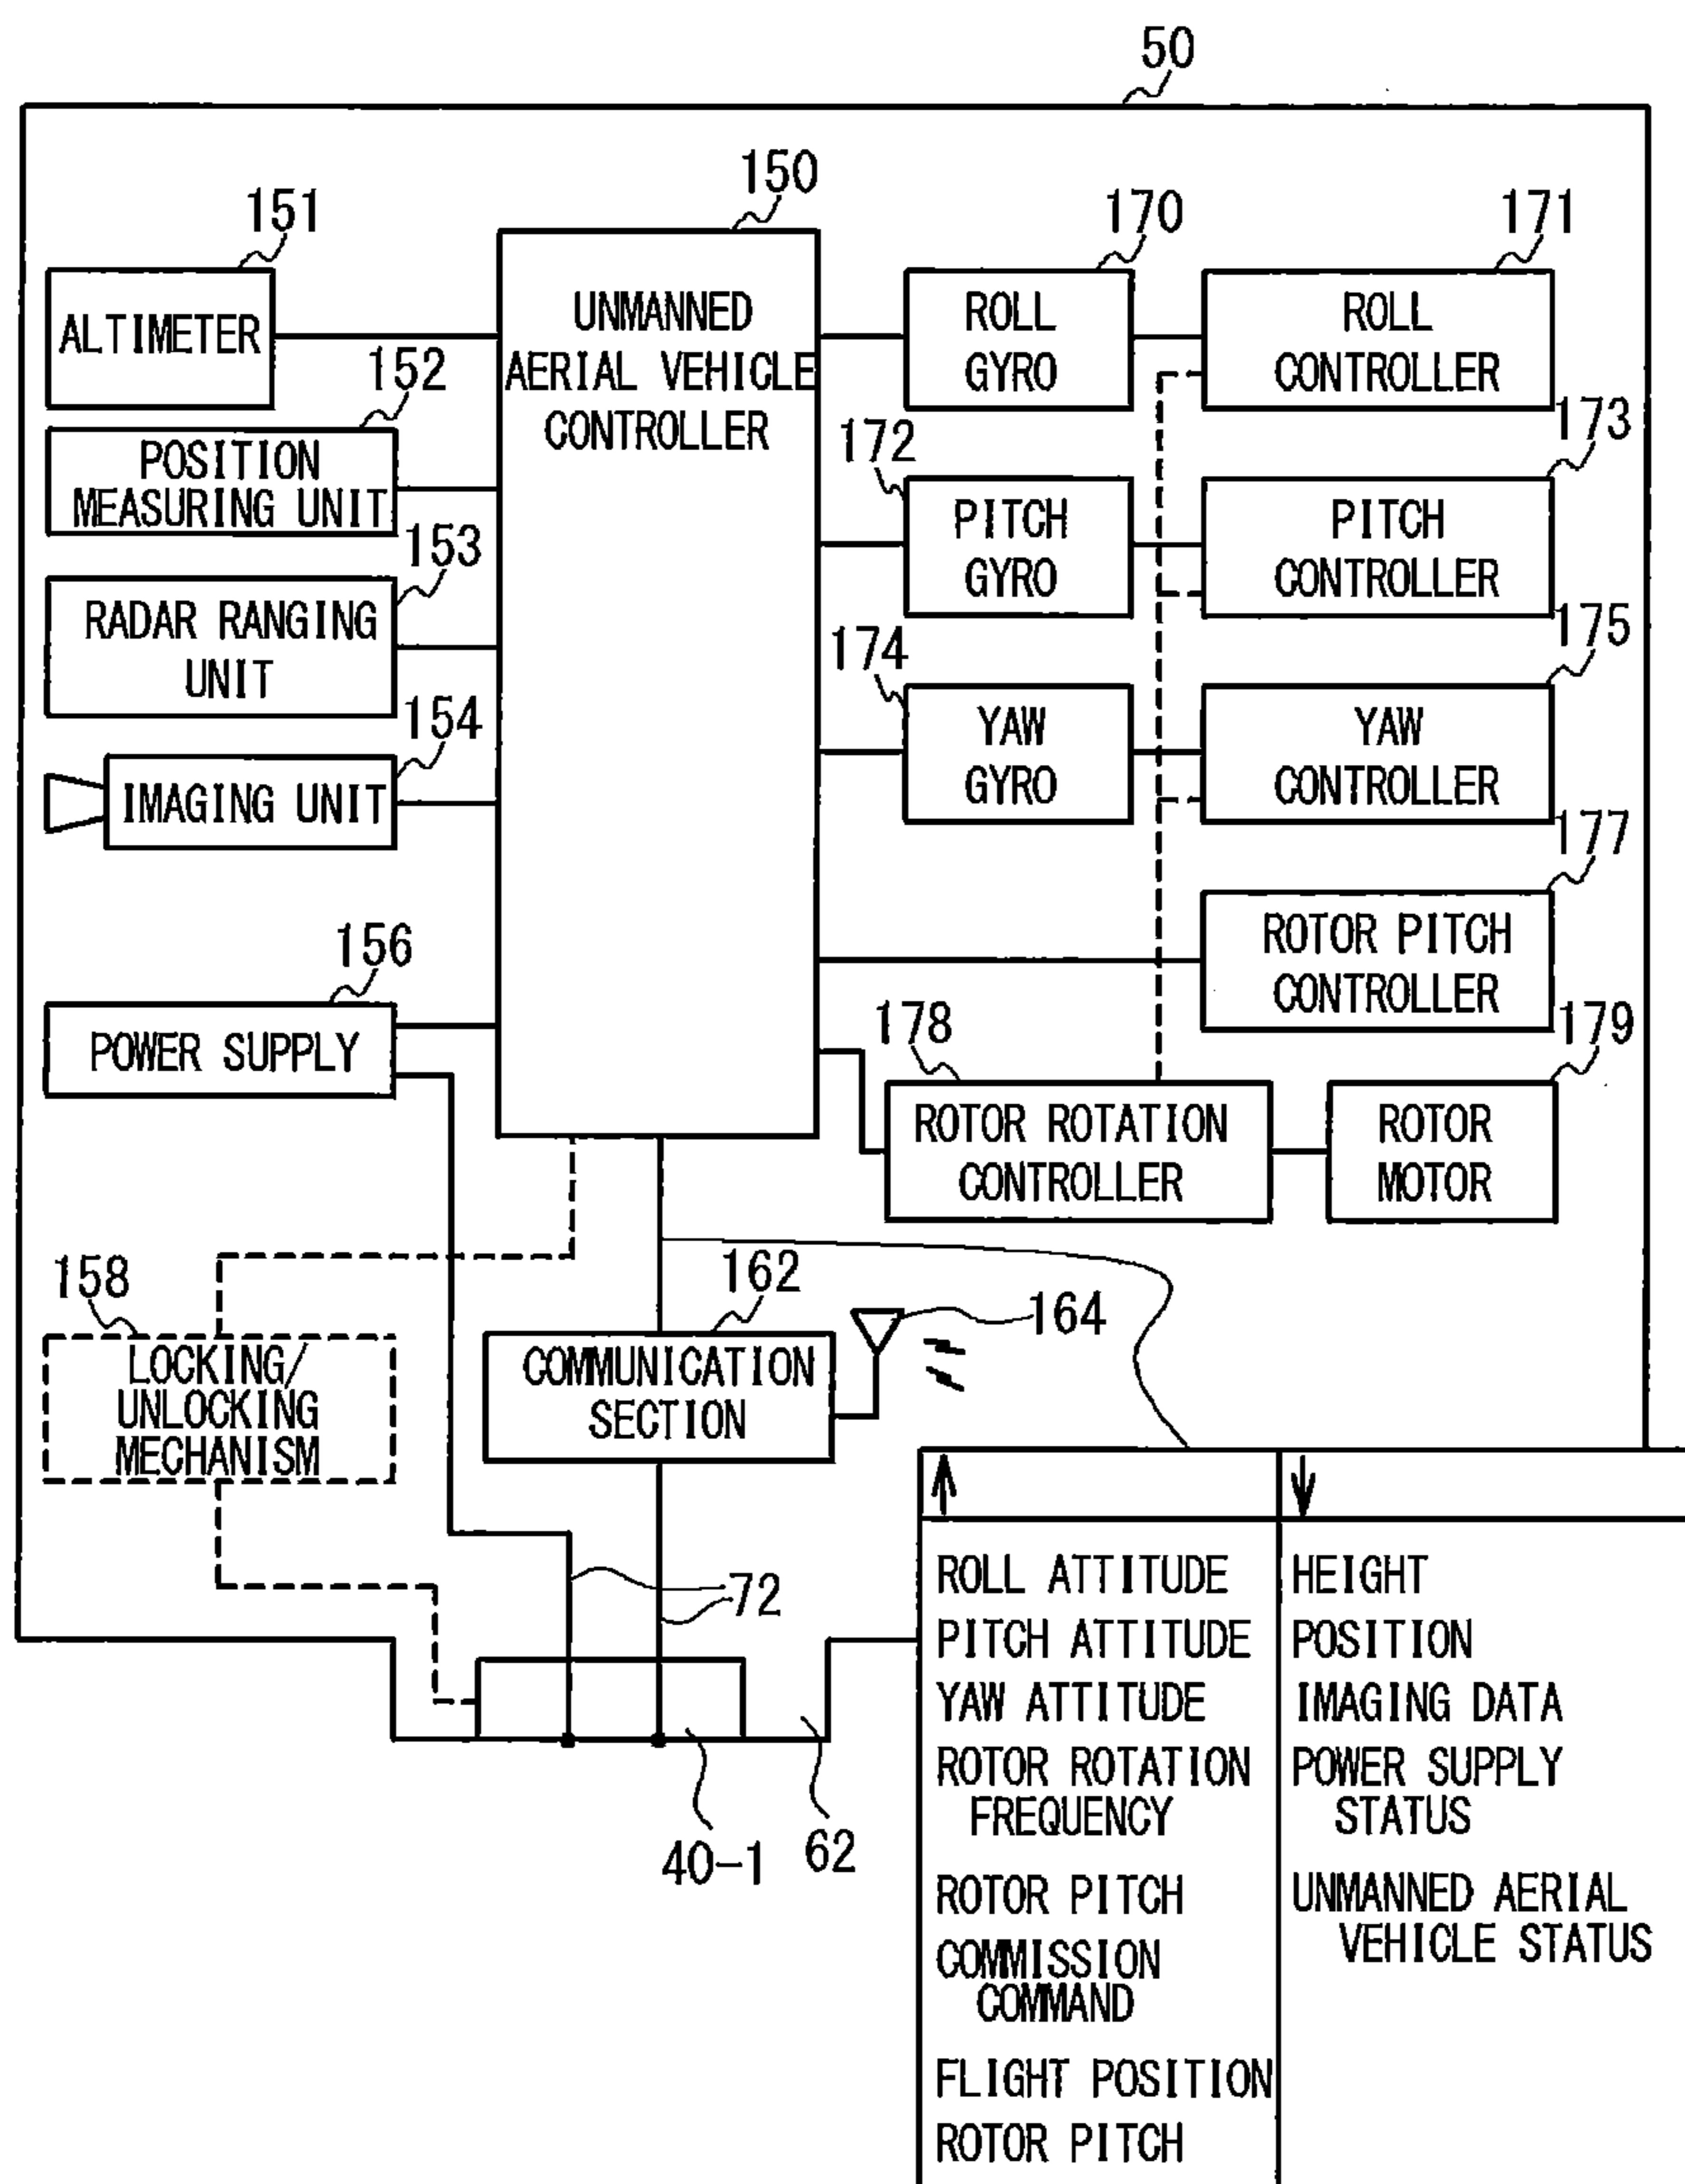 50
150
151
170
171
ALTIMETER
UNMANNED
AERIAL VEHICLE
CONTROLLER
ROLL
GYRO
ROLL
CONTROLLER
152
POSITION
MEASURING UNIT
172
PITCH
GYRO
173
PITCH
CONTROLLER
153
RADAR RANGING
UNIT
174
YAW
GYRO
175
YAW
CONTROLLER
154
IMAGING UNIT
177
ROTOR PITCH
CONTROLLER
156
POWER SUPPLY
178
ROTOR ROTATION
CONTROLLER
179
ROTOR
MOTOR
158
LOCKING/
UNLOCKING
MECHANISM
162
COMMUNICATION
SECTION
164
72
40-1
62
↑
ROLL ATTITUDE
PITCH ATTITUDE
YAW ATTITUDE
ROTOR ROTATION
FREQUENCY
ROTOR PITCH
COMMISSION
COMMAND
FLIGHT POSITION
ROTOR PITCH
↓
HEIGHT
POSITION
IMAGING DATA
POWER SUPPLY
STATUS
UNMANNED AERIAL
VEHICLE STATUS